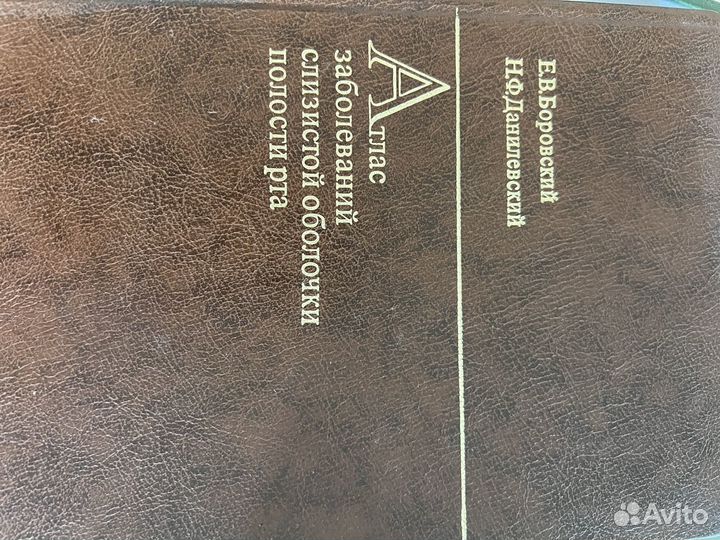 Е.В.Боровский
Н.Ф.Данилевский
Атлас
заболеваний
слизистой оболочки
полости рта
Avito